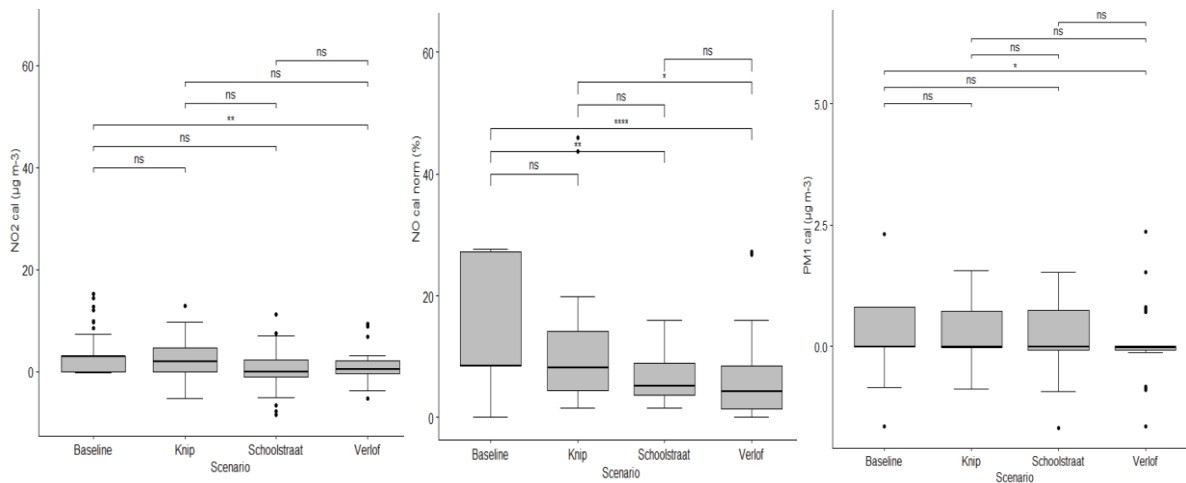 NO2 cal (µg m-3)
60
40
20
0
ns
ns
ns
**
ns
ns
Baseline Knip Schoolstraat Verlof
Scenario
NO cal norm (%)
60
40
20
0
ns
*
ns
****
**
ns
Baseline Knip Schoolstraat Verlof
Scenario
PM1 cal (µg m-3)
5.0
2.5
0.0
ns
ns
ns
*
ns
ns
Baseline Knip Schoolstraat Verlof
Scenario